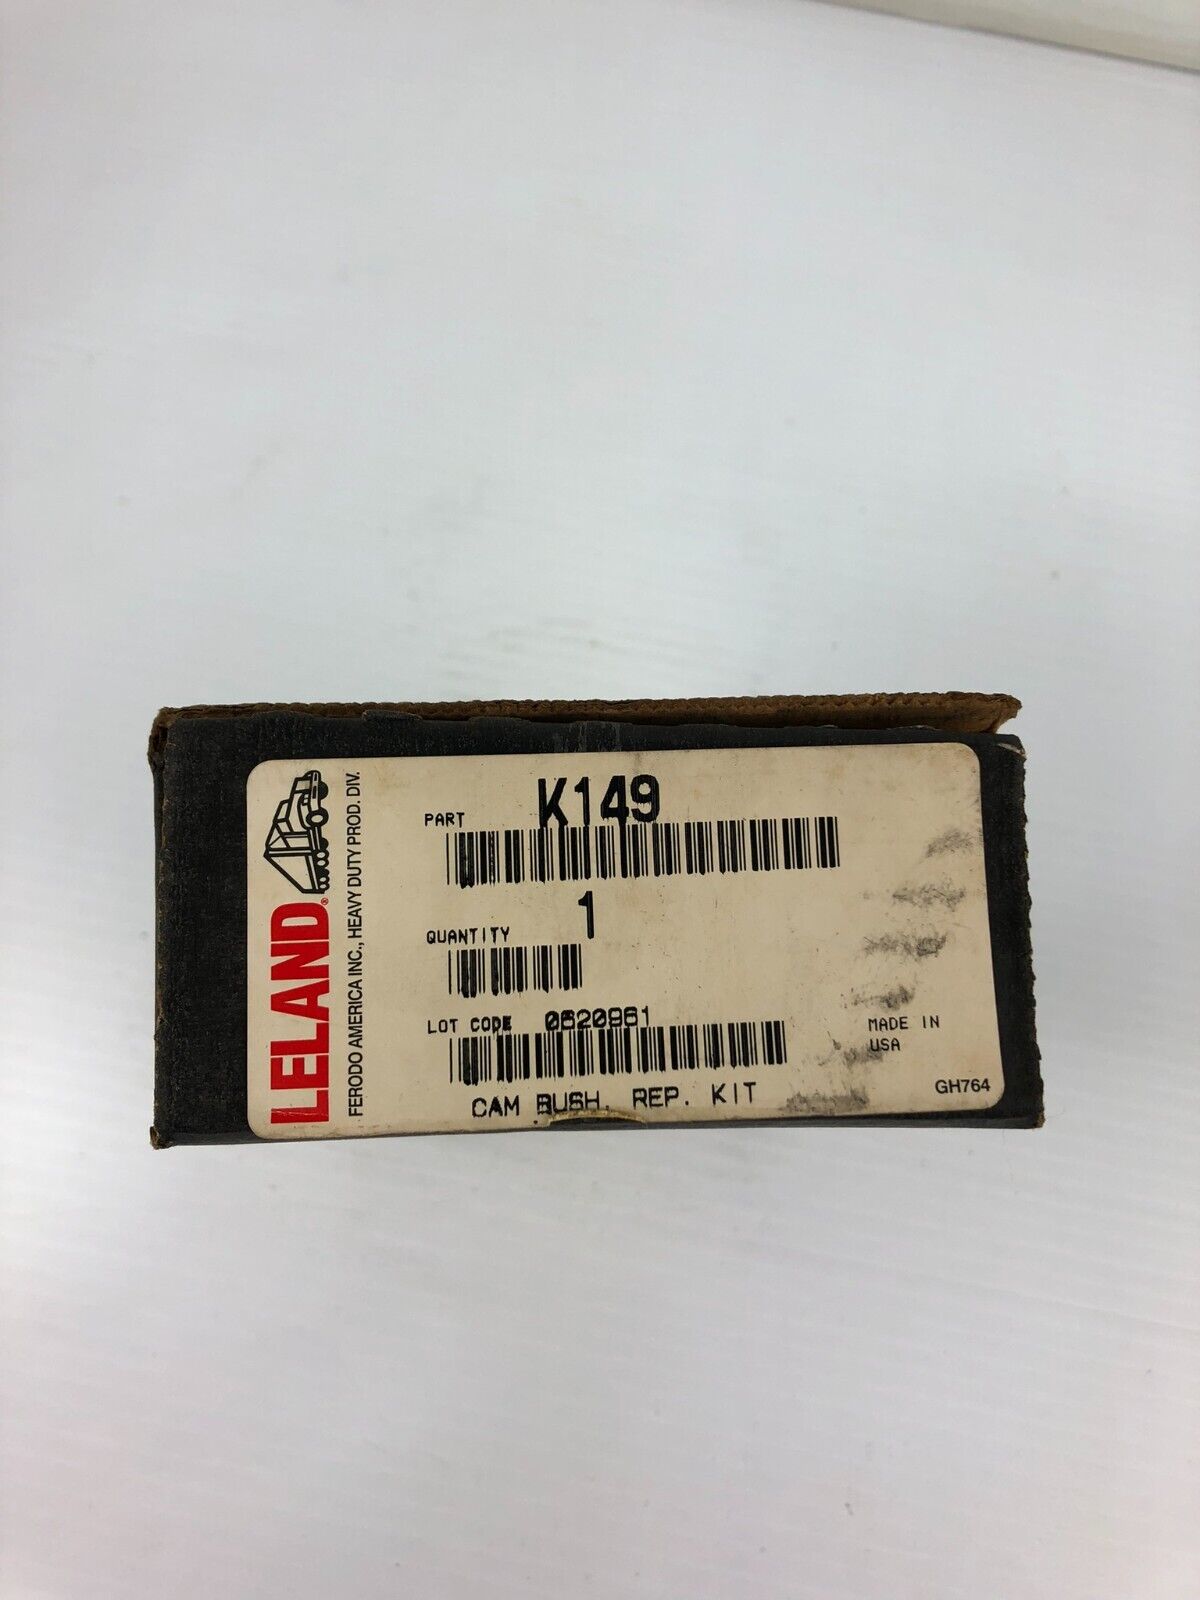 LELAND®
FERODO AMERICA INC., HEAVY DUTY PROD. DIV.
PART K149
QUANTITY 1
LOT CODE 0620961
CAM BUSH. REP. KIT
MADE IN
USA
GH764